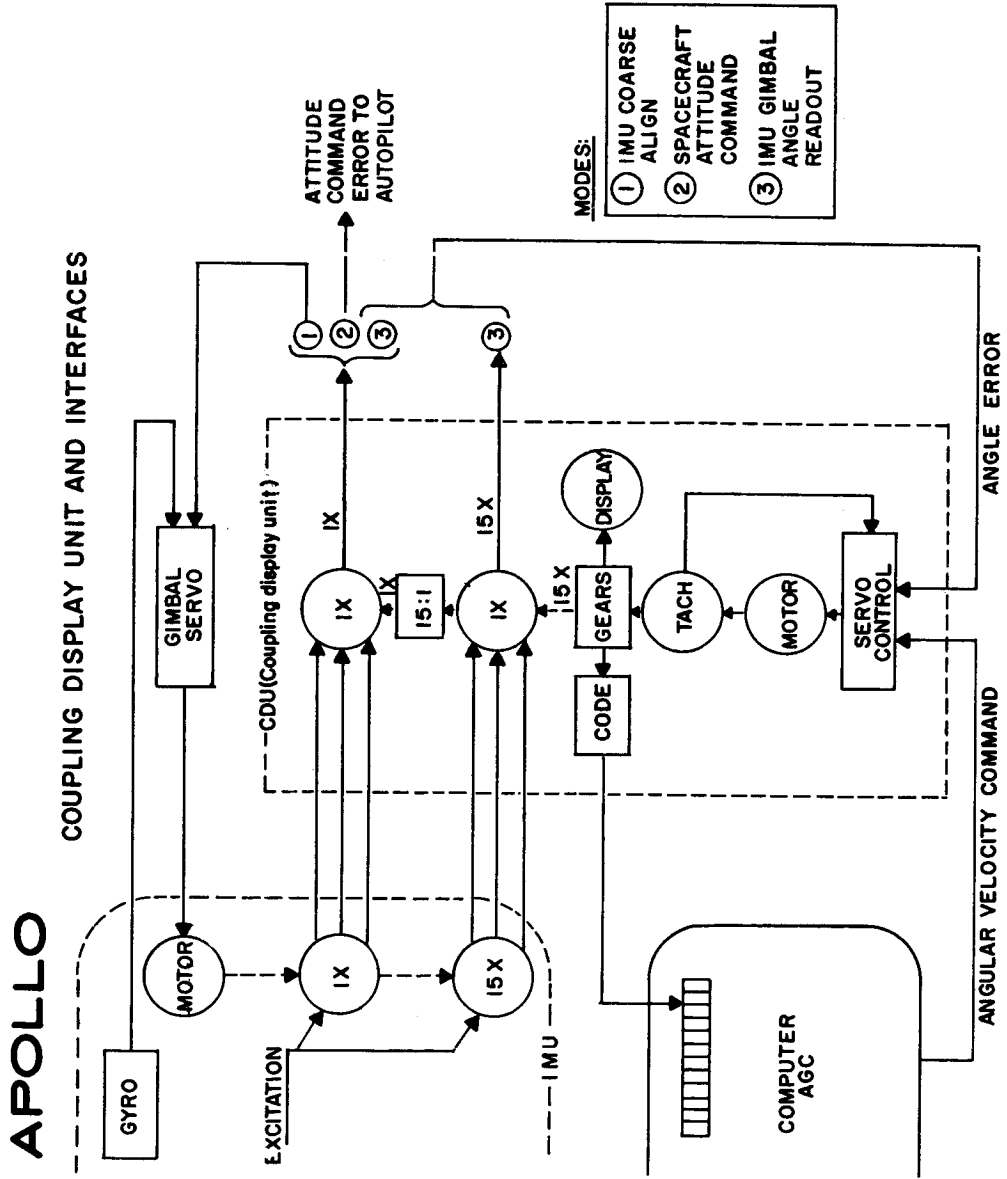 APOLLO
COUPLING DISPLAY UNIT AND INTERFACES
GYRO
MOTOR
GIMBAL
SERVO
EXCITATION
1X
15X
IMU
CDU (Coupling display unit)
1X
1X
1X
15:1
1X
15X
15X
CODE
GEARS
DISPLAY
TACH
MOTOR
SERVO
CONTROL
1
2
3
3
ATTITUDE
COMMAND
ERROR TO
AUTOPILOT
COMPUTER
AGC
ANGULAR VELOCITY COMMAND
ANGLE ERROR
MODES:
1 IMU COARSE
ALIGN
2 SPACECRAFT
ATTITUDE
COMMAND
3 IMU GIMBAL
ANGLE
READOUT